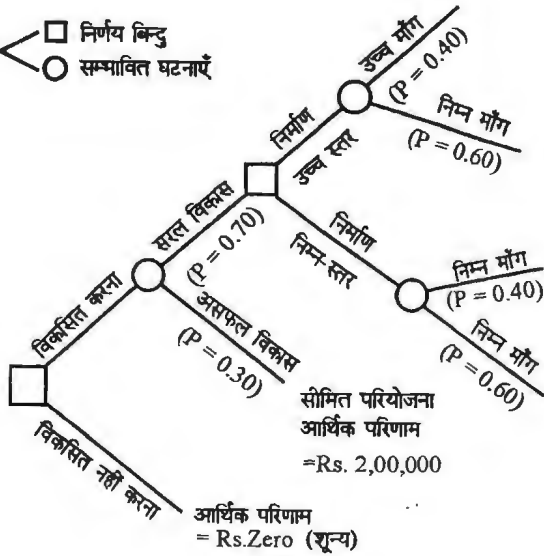 निर्णय बिन्दु
सम्भावित घटनाएँ
उच्च माँग
(P = 0.40)
निम्न माँग
(P = 0.60)
निर्माण
उच्च स्तर
सरल विकास
(P = 0.70)
निर्माण
निम्न-स्तर
निम्न माँग
(P = 0.40)
निम्न माँग
(P = 0.60)
विकसित करना
असफल विकास
(P = 0.30)
सीमित परियोजना
आर्थिक परिणाम
=Rs. 2,00,000
विकसित नहीं करना
आर्थिक परिणाम
= Rs.Zero (शून्य)